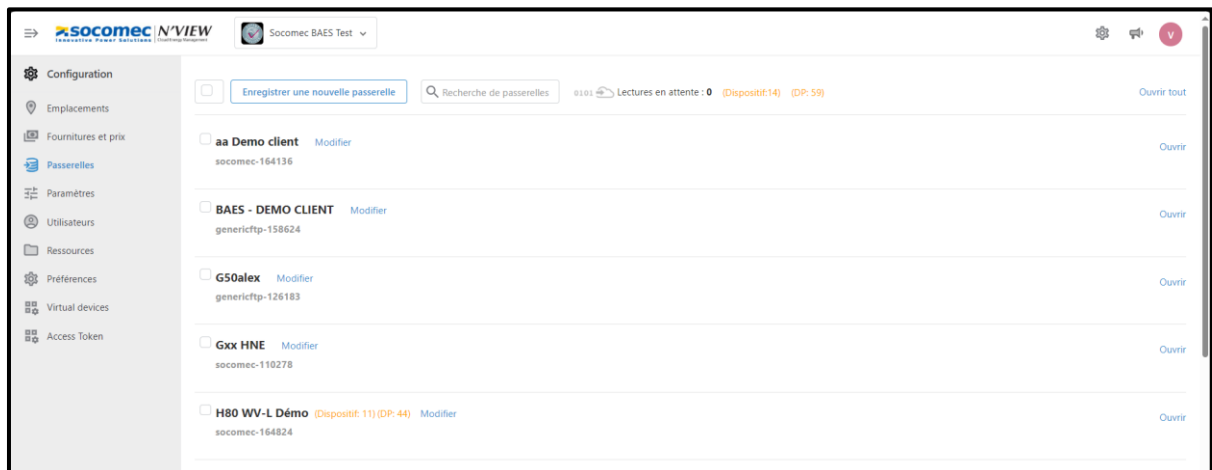 socomec N'VIEW
Innovative Power Solutions Cloud Energy Management
Socomec BAES Test
V
Configuration
Emplacements
Fournitures et prix
Passerelles
Paramètres
Utilisateurs
Ressources
Préférences
Virtual devices
Access Token
Enregistrer une nouvelle passerelle
Recherche de passerelles
0101 Lectures en attente : 0 (Dispositif:14) (DP: 59)
Ouvrir tout
aa Demo client Modifier
socomec-164136
Ouvrir
BAES - DEMO CLIENT Modifier
genericftp-158624
Ouvrir
G50alex Modifier
genericftp-126183
Ouvrir
Gxx HNE Modifier
socomec-110278
Ouvrir
H80 WV-L Démo (Dispositif: 11) (DP: 44) Modifier
socomec-164824
Ouvrir